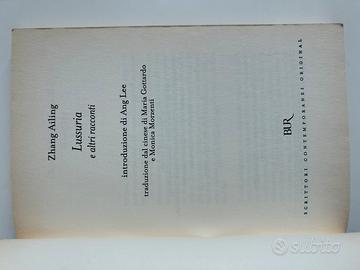 Zhang Ailing
Lussuria
e altri racconti
introduzione di Ang Lee
traduzione dal cinese di Maria Gottardo
e Monica Morzenti
BUR
SCRITTORI CONTEMPORANEI ORIGINAL
subito